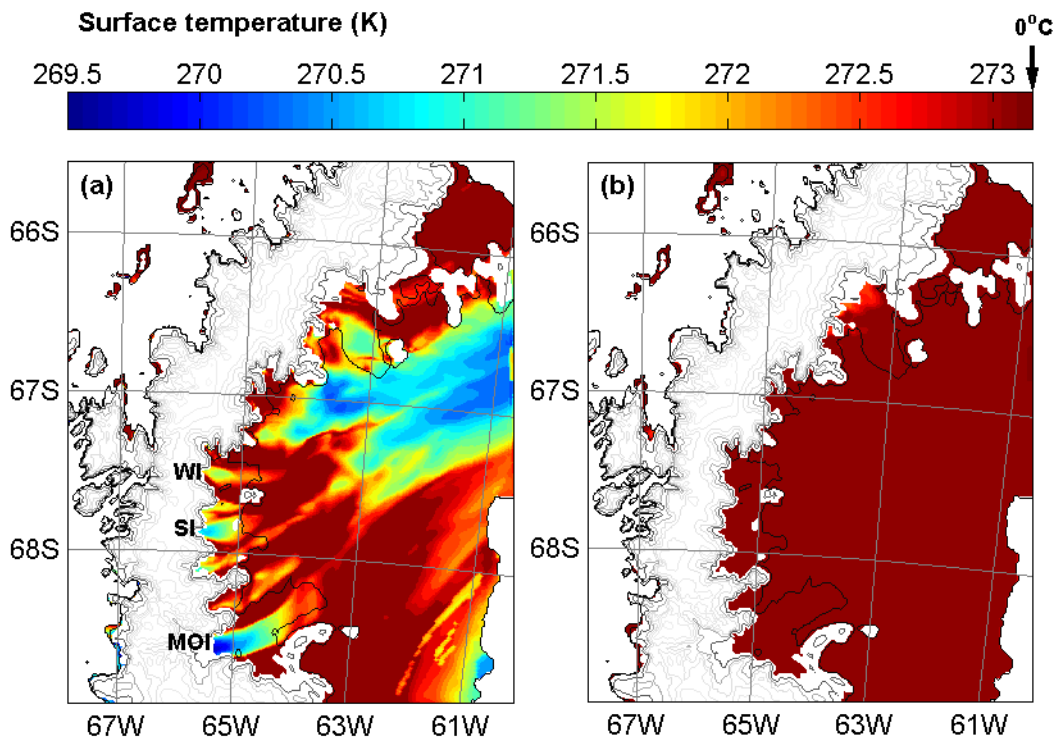 Surface temperature (K)
0°C
269.5 270 270.5 271 271.5 272 272.5 273
(a) (b)
66S 66S
67S 67S
WI
SI
68S 68S
MOI
67W 65W 63W 61W 67W 65W 63W 61W